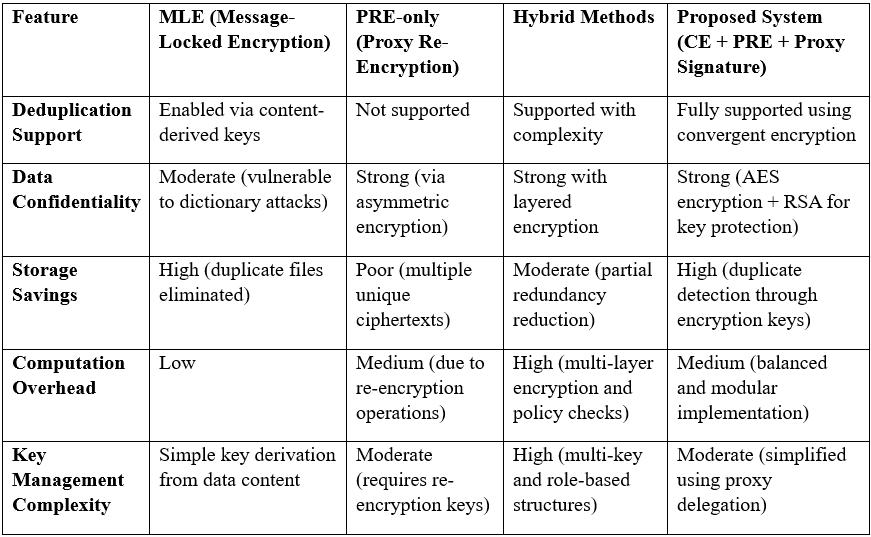 Feature
MLE (Message-
Locked Encryption)
PRE-only
(Proxy Re-
Encryption)
Hybrid Methods
Proposed System
(CE + PRE + Proxy
Signature)
Deduplication
Support
Enabled via content-
derived keys
Not supported
Supported with
complexity
Fully supported using
convergent encryption
Data
Confidentiality
Moderate (vulnerable
to dictionary attacks)
Strong (via
asymmetric
encryption)
Strong with
layered
encryption
Strong (AES
encryption + RSA for
key protection)
Storage
Savings
High (duplicate files
eliminated)
Poor (multiple
unique
ciphertexts)
Moderate (partial
redundancy
reduction)
High (duplicate
detection through
encryption keys)
Computation
Overhead
Low
Medium (due to
re-encryption
operations)
High (multi-layer
encryption and
policy checks)
Medium (balanced
and modular
implementation)
Key
Management
Complexity
Simple key derivation
from data content
Moderate
(requires re-
encryption keys)
High (multi-key
and role-based
structures)
Moderate (simplified
using proxy
delegation)